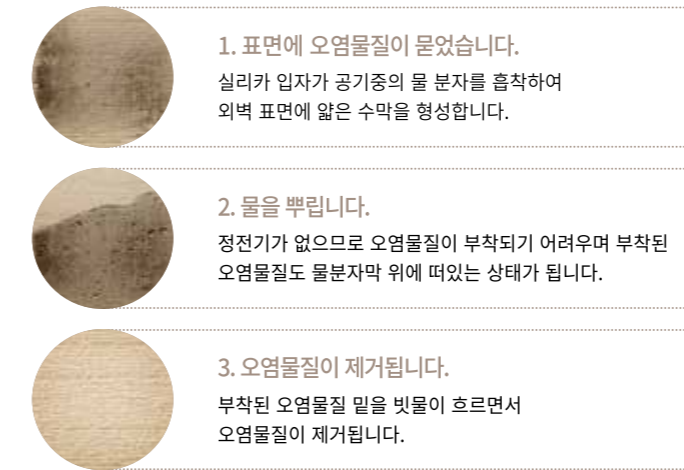 1. 표면에 오염물질이 묻었습니다.
실리카 입자가 공기중의 물 분자를 흡착하여
외벽 표면에 얇은 수막을 형성합니다.
2. 물을 뿌립니다.
정전기가 없으므로 오염물질이 부착되기 어려우며 부착된
오염물질도 물분자막 위에 떠있는 상태가 됩니다.
3. 오염물질이 제거됩니다.
부착된 오염물질 밑을 빗물이 흐르면서
오염물질이 제거됩니다.